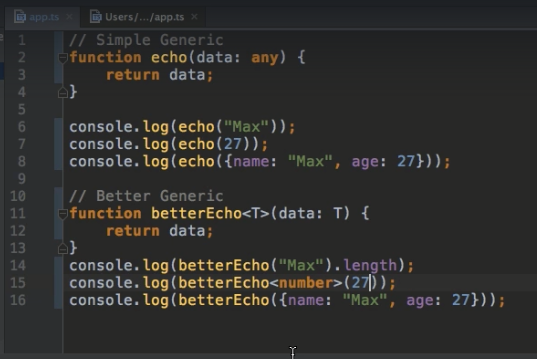 app.ts × Users/.../app.ts ×
1 // Simple Generic
2 function echo(data: any) {
3 return data;
4 }
5
6 console.log(echo("Max"));
7 console.log(echo(27));
8 console.log(echo({name: "Max", age: 27}));
9
10 // Better Generic
11 function betterEcho<T>(data: T) {
12 return data;
13 }
14 console.log(betterEcho("Max").length);
15 console.log(betterEcho<number>(27));
16 console.log(betterEcho({name: "Max", age: 27}));